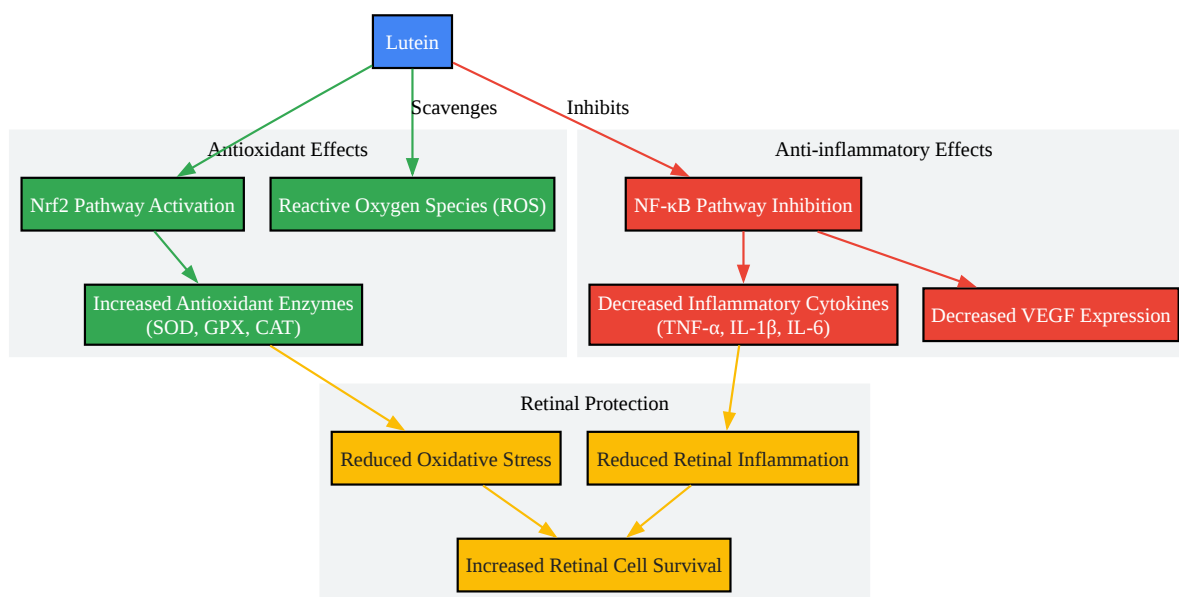 Lutein
Scavenges
Inhibits
Antioxidant Effects
Anti-inflammatory Effects
Nrf2 Pathway Activation
Reactive Oxygen Species (ROS)
NF-κB Pathway Inhibition
Increased Antioxidant Enzymes
(SOD, GPX, CAT)
Decreased Inflammatory Cytokines
(TNF-α, IL-1β, IL-6)
Decreased VEGF Expression
Retinal Protection
Reduced Oxidative Stress
Reduced Retinal Inflammation
Increased Retinal Cell Survival